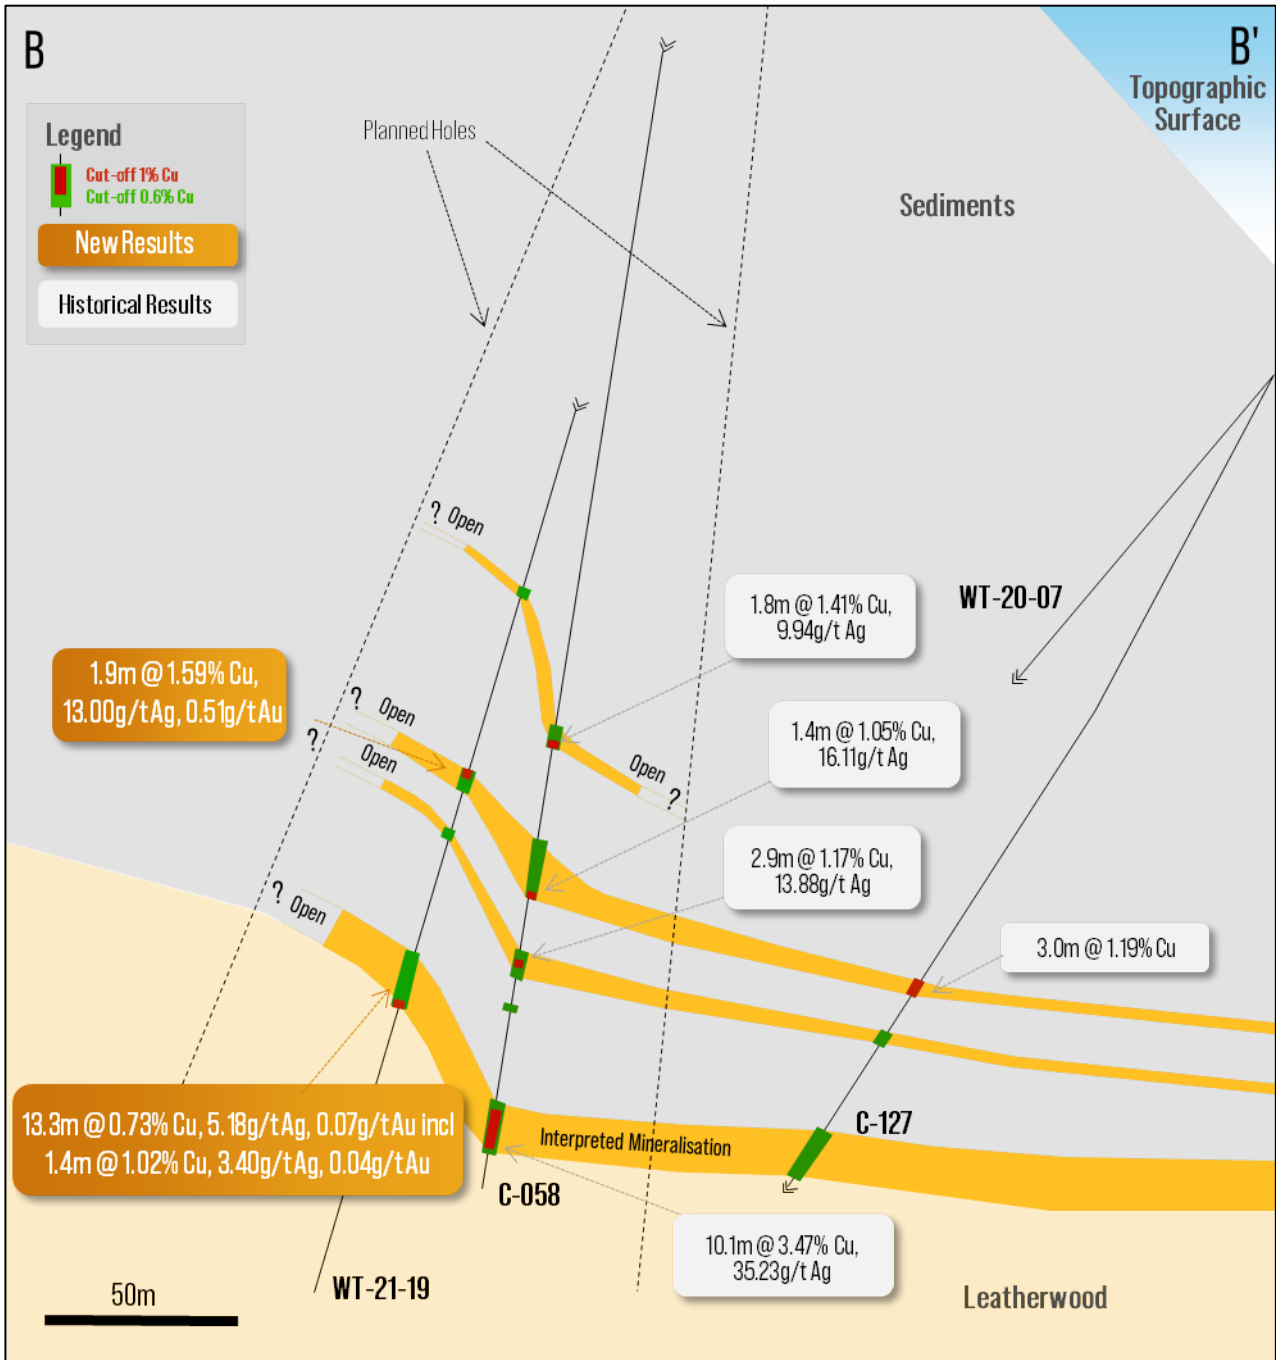 B
B'
Topographic
Surface
Legend
Cut-off 1% Cu
Cut-off 0.6% Cu
New Results
Historical Results
Planned Holes
Sediments
? Open
WT-20-07
1.8m @ 1.41% Cu,
9.94g/t Ag
1.9m @ 1.59% Cu,
13.00g/tAg, 0.51g/tAu
? Open
? Open
Open ?
1.4m @ 1.05% Cu,
16.11g/t Ag
2.9m @ 1.17% Cu,
13.88g/t Ag
? Open
3.0m @ 1.19% Cu
13.3m @ 0.73% Cu, 5.18g/tAg, 0.07g/tAu incl
1.4m @ 1.02% Cu, 3.40g/tAg, 0.04g/tAu
Interpreted Mineralisation
C-127
C-058
10.1m @ 3.47% Cu,
35.23g/t Ag
50m
WT-21-19
Leatherwood